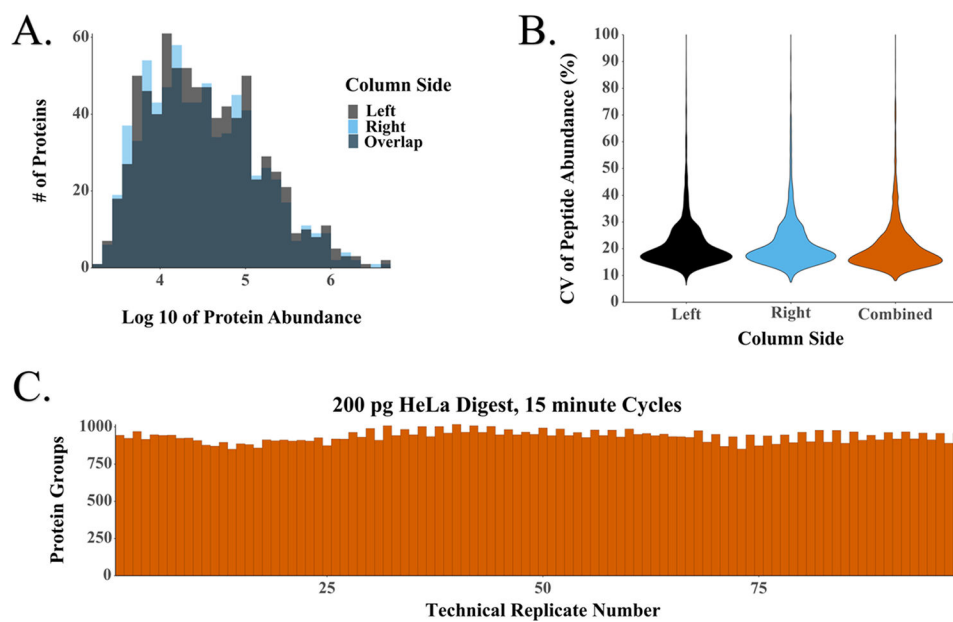 A.
60
40
20
0
# of Proteins
4
5
6
Log 10 of Protein Abundance
Column Side
Left
Right
Overlap
B.
100
90
80
70
60
50
40
30
20
10
0
CV of Peptide Abundance (%)
Left
Right
Combined
Column Side
C.
200 pg HeLa Digest, 15 minute Cycles
1000
750
500
250
0
Protein Groups
25
50
75
Technical Replicate Number